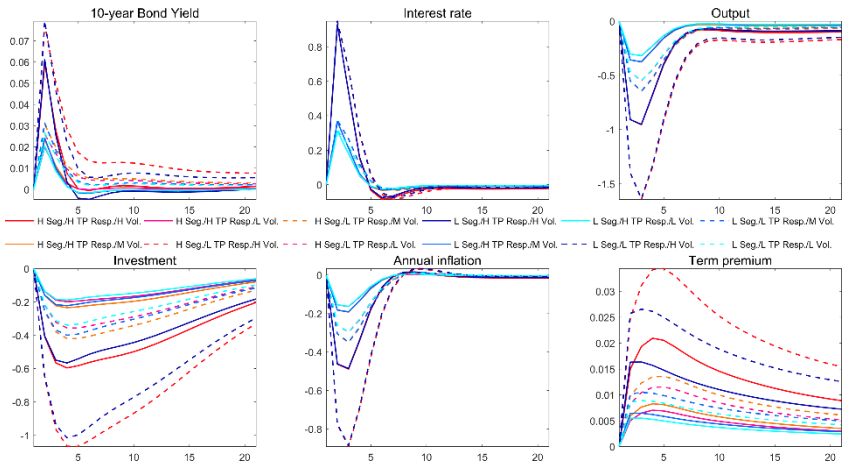 10-year Bond Yield Interest rate Output
0.07 0.8 0
0.06
0.05 0.6 -0.5
0.04
0.03 0.4 -1
0.02 0.2
0.01 -1.5
0 0
5 10 15 20 5 10 15 20 5 10 15 20
H Seg./H TP Resp./H Vol. H Seg./H TP Resp./L Vol. H Seg./L TP Resp./M Vol. L Seg./H TP Resp./H Vol. L Seg./H TP Resp./L Vol. L Seg./L TP Resp./M Vol.
H Seg./H TP Resp./M Vol. H Seg./L TP Resp./H Vol. H Seg./L TP Resp./L Vol. L Seg./H TP Resp./M Vol. L Seg./L TP Resp./H Vol. L Seg./L TP Resp./L Vol.
Investment Annual inflation Term premium
0 0 0.03
-0.2 -0.2 0.025
-0.4 0.02
-0.4 0.015
-0.6 -0.6 0.01
-0.8 0.005
-1 -0.8 0
5 10 15 20 5 10 15 20 5 10 15 20